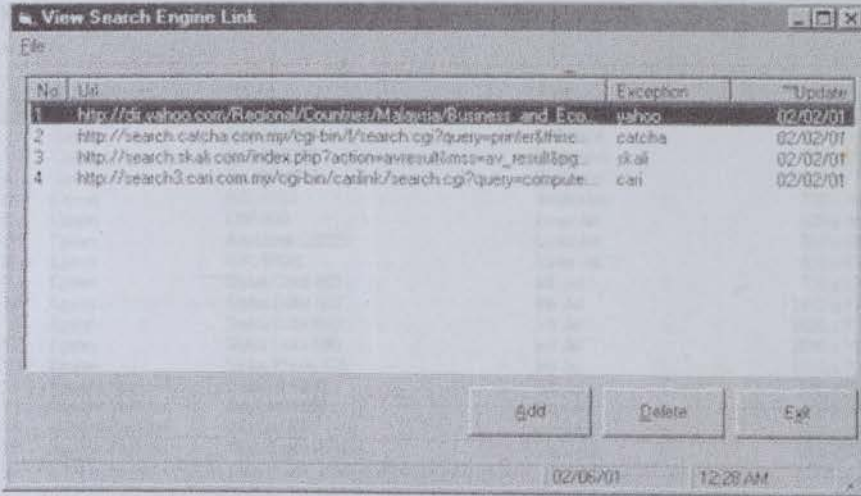 View Search Engine Link
File
No Url Exception ""Update
1 http://dir.yahoo.com/Regional/Countries/Malaysia/Business_and_Eco... yahoo 02/02/01
2 http://search.catcha.com.my/cgi-bin/f/search.cgi?query=printer&thisc... catcha 02/02/01
3 http://search.skali.com/index.php?action=avresult&mss=av_result&pg... skali 02/02/01
4 http://search3.cari.com.my/cgi-bin/carilink/search.cgi?query=compute... cari 02/02/01
Add Delete Exit
02/06/01 12:28 AM